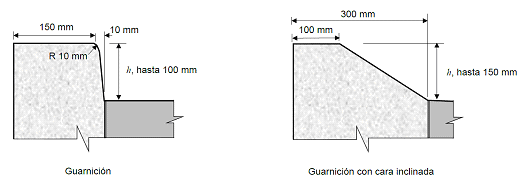 150 mm
10 mm
R 10 mm
h, hasta 100 mm
Guarnición
300 mm
100 mm
h, hasta 150 mm
Guarnición con cara inclinada